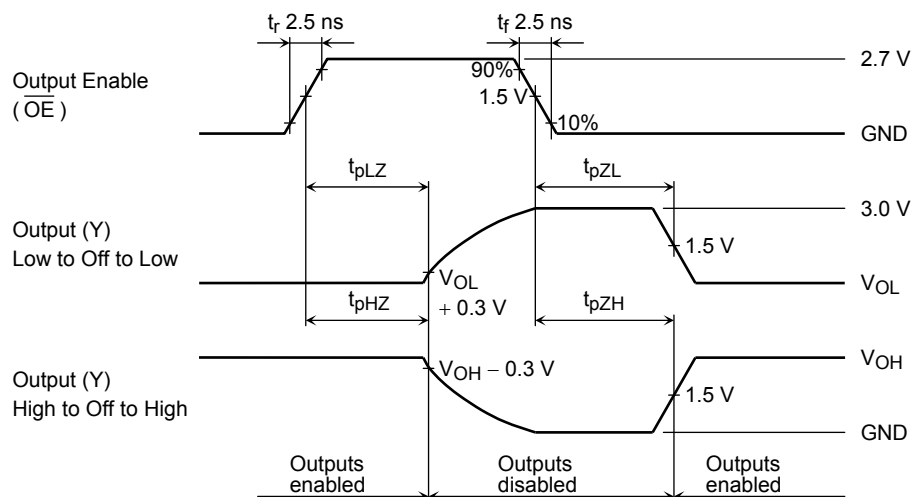 tr 2.5 ns
tf 2.5 ns
Output Enable
( OE )
90%
1.5 V
10%
2.7 V
GND
tpLZ
tpZL
Output (Y)
Low to Off to Low
3.0 V
1.5 V
VOL
+ 0.3 V
VOL
tpHZ
tpZH
Output (Y)
High to Off to High
VOH − 0.3 V
VOH
1.5 V
GND
Outputs
enabled
Outputs
disabled
Outputs
enabled